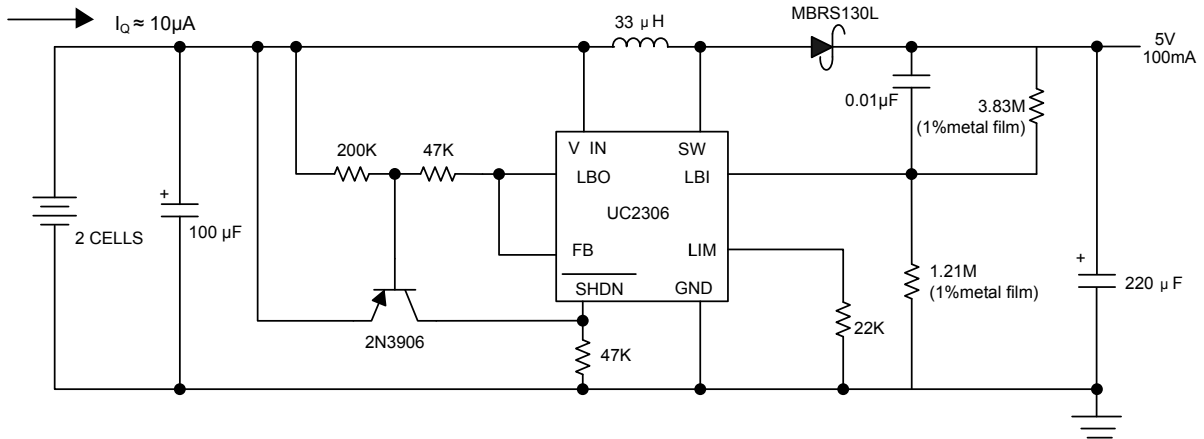 I_Q ≈ 10µA
33 µH
MBRS130L
5V
100mA
0.01µF
3.83M
(1%metal film)
200K
47K
V IN
SW
LBO
LBI
UC2306
+
2 CELLS
100 µF
FB
LIM
SHDN
GND
1.21M
(1%metal film)
+
220 µF
2N3906
47K
22K